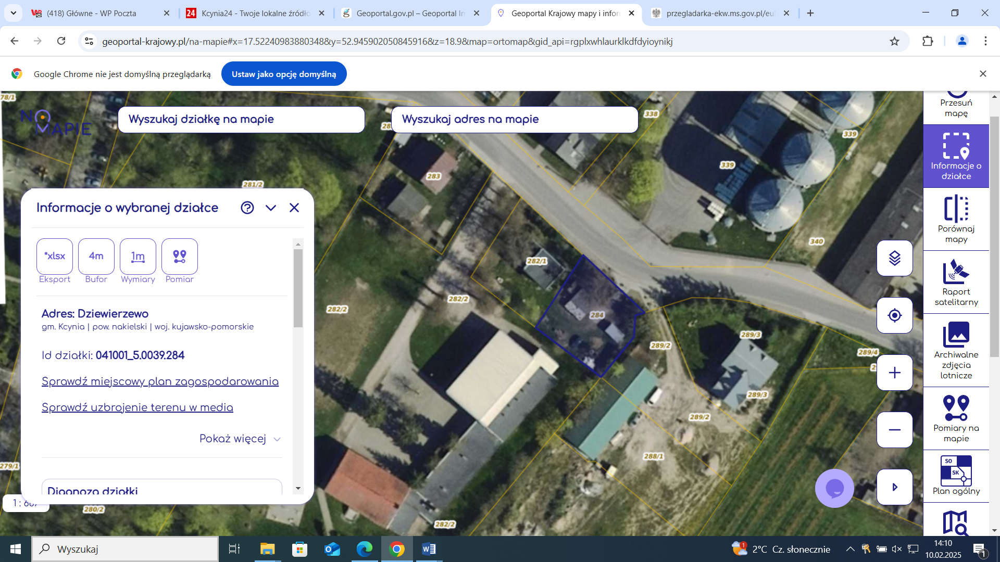 (418) Główne - WP Poczta
Kcynia24 - Twoje lokalne źródło
Geoportal.gov.pl – Geoportal In
Geoportal Krajowy mapy i infor
przegladarka-ekw.ms.gov.pl/eu
geoportal-krajowy.pl/na-mapie#x=17.52240983880348&y=52.945902050845916&z=18.9&map=ortomap&gid_api=rgplxwhlaurklkdfdyioynikj
Google Chrome nie jest domyślną przeglądarką
Ustaw jako opcję domyślną
78/1
NO
MAPIE
Wyszukaj działkę na mapie
Wyszukaj adres na mapie
28
338
339
339
283
281/2
340
282/1
282/2
282/2
284
289/2
289/3
289/4
2
289/3
289/2
288/1
279/1
280/2
282/2
Informacje o wybranej działce
*xlsx
4m
1m
Eksport
Bufor
Wymiary
Pomiar
Adres: Dziewierzewo
gm. Kcynia | pow. nakielski | woj. kujawsko-pomorskie
Id działki: 041001_5.0039.284
Sprawdź miejscowy plan zagospodarowania
Sprawdź uzbrojenie terenu w media
Pokaż więcej
Diagnoza działki
1 : 667
Przesuń
mapę
Informacje o
działce
Porównaj
mapy
Raport
satelitarny
Archiwalne
zdjęcia
lotnicze
Pomiary na
mapie
SO
SK
Plan ogólny
Wyszukaj
1
2°C Cz. słonecznie
14:10
10.02.2025
1